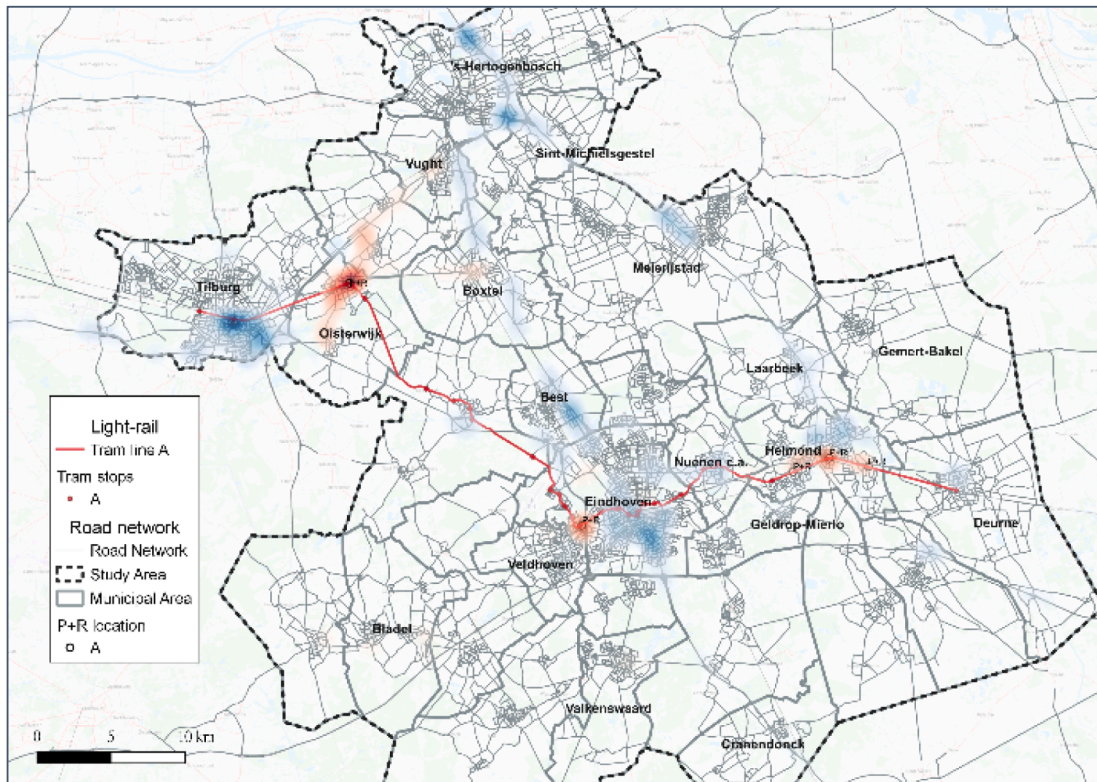 's-Hertogenbosch
Sint-Michielsgestel
Vught
Meierijstad
Tilburg
Boxtel
Oisterwijk
Gemert-Bakel
Laarbeek
Best
Nuenen c.a.
Helmond
P+R
Eindhoven
Geldrop-Mierlo
Deurne
Veldhoven
Bladel
Valkenswaard
Cranendonck
Light-rail
Tram line A
Tram stops
A
Road network
Road Network
Study Area
Municipal Area
P+R location
A
0 5 10 km